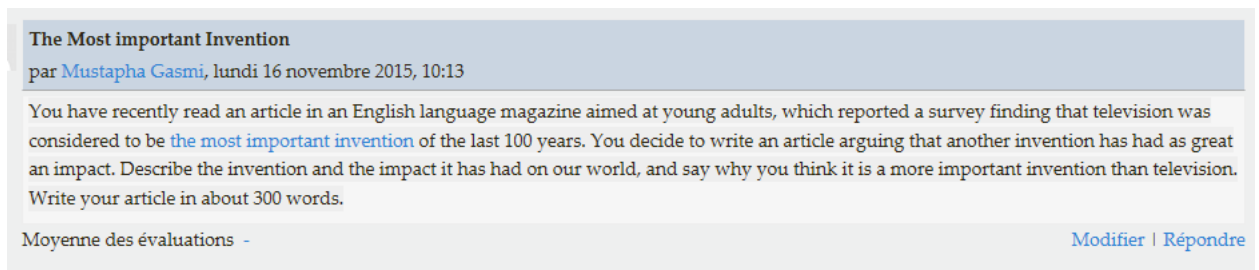 The Most important Invention
par Mustapha Gasmi, lundi 16 novembre 2015, 10:13
You have recently read an article in an English language magazine aimed at young adults, which reported a survey finding that television was
considered to be the most important invention of the last 100 years. You decide to write an article arguing that another invention has had as great
an impact. Describe the invention and the impact it has had on our world, and say why you think it is a more important invention than television.
Write your article in about 300 words.
Moyenne des évaluations - Modifier | Répondre